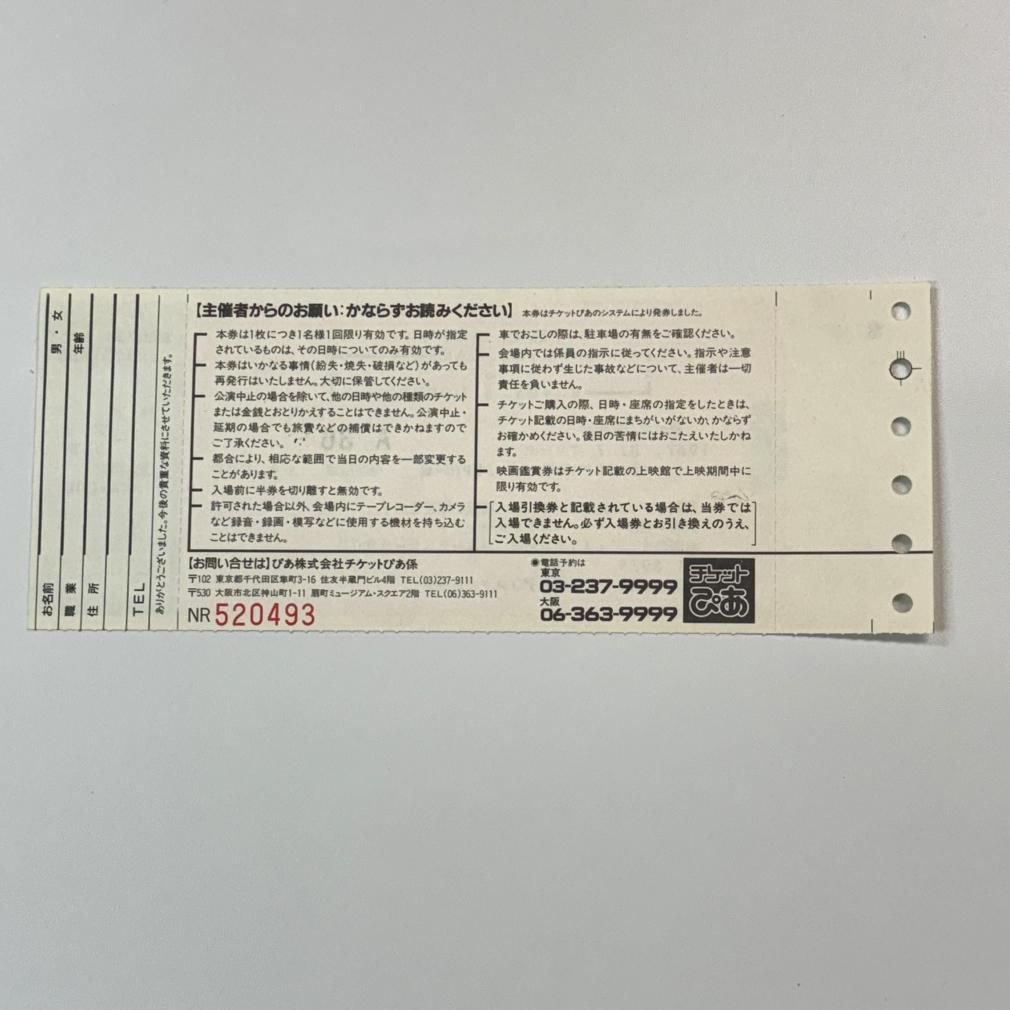 お名前
男・女
職業
年齢
住所
TEL
ありがとうございました。今後の貴重な資料にさせていただきます。
【主催者からのお願い：かならずお読みください】
本券はチケットぴあのシステムにより発券しました。
本券は1枚につき1名様1回限り有効です。日時が指定
されているものは、その日時についてのみ有効です。
本券はいかなる事情(紛失・焼失・破損など)があっても
再発行はいたしません。大切に保管してください。
公演中止の場合を除いて、他の日時や他の種類のチケット
または金銭とおとりかえすることはできません。公演中止・
延期の場合でも旅費などの補償はできかねますので
ご了承ください。
都合により、相応な範囲で当日の内容を一部変更する
ことがあります。
入場前に半券を切り離すと無効です。
許可された場合以外、会場内にテープレコーダー、カメラ
など録音・録画・模写などに使用する機材を持ち込む
ことはできません。
車でおこしの際は、駐車場の有無をご確認ください。
会場内では係員の指示に従ってください。指示や注意
事項に従わず生じた事故などについて、主催者は一切
責任を負いません。
チケットご購入の際、日時・座席の指定をしたときは、
チケット記載の日時・座席にまちがいがないか、かならず
お確かめください。後日の苦情にはおこたえいたしかね
ます。
映画鑑賞券はチケット記載の上映館で上映期間中に
限り有効です。
[入場引換券と記載されている場合は、当券では
入場できません。必ず入場券とお引き換えのうえ、
ご入場ください。]
【お問い合せは】ぴあ株式会社チケットぴあ係
〒102 東京都千代田区隼町3-16 住友半蔵門ビル4階 TEL(03)237-9111
〒530 大阪市北区神山町1-11 扇町ミュージアム・スクエア2階 TEL(06)363-9111
NR 520493
●電話予約は
東京
03-237-9999
大阪
06-363-9999
チケット
ぴあ